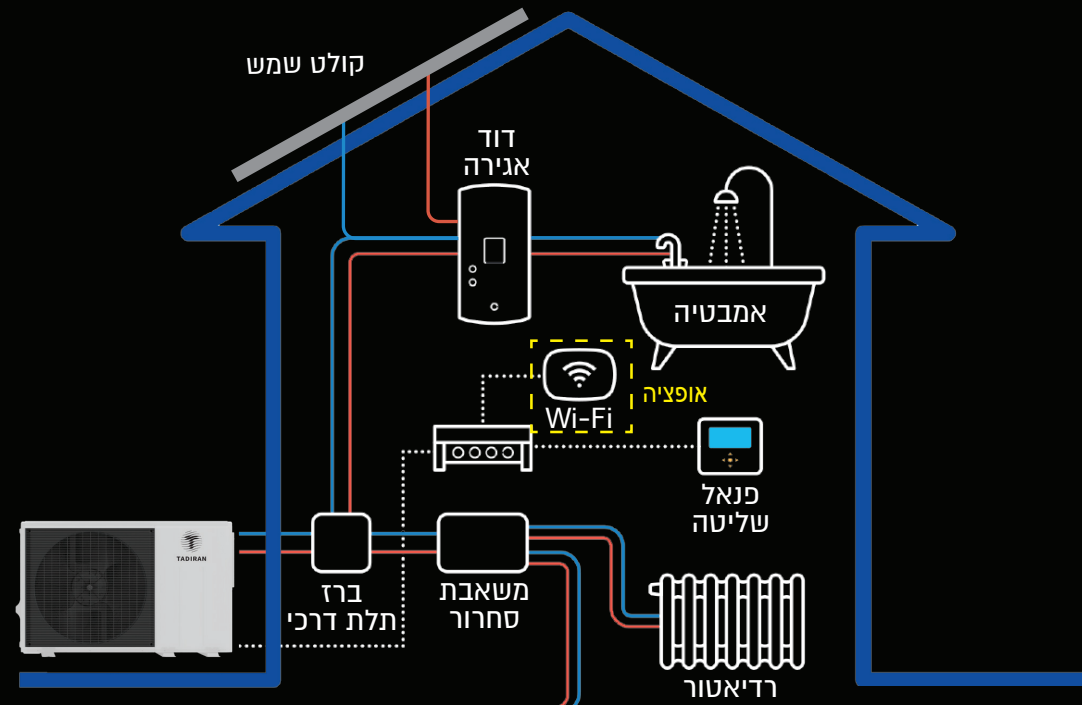 קולט שמש
דוד
אגירה
אמבטיה
Wi-Fi
אופציה
פנאל
שליטה
TADIRAN
ברז
תלת דרכי
משאבת
סחרור
רדיאטור